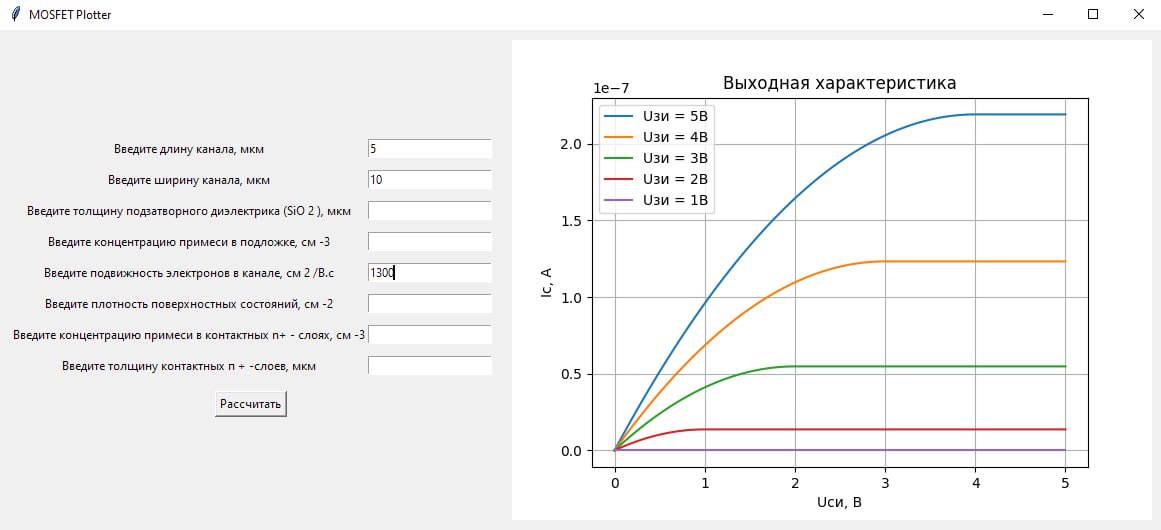 MOSFET Plotter
Введите длину канала, мкм 5
Введите ширину канала, мкм 10
Введите толщину подзатворного диэлектрика (SiO 2 ), мкм
Введите концентрацию примеси в подложке, см -3
Введите подвижность электронов в канале, см 2 /В.с 1300
Введите плотность поверхностных состояний, см -2
Введите концентрацию примеси в контактных n+ - слоях, см -3
Введите толщину контактных n + -слоев, мкм
Рассчитать
Выходная характеристика
1e−7
Uзи = 5В
Uзи = 4В
Uзи = 3В
Uзи = 2В
Uзи = 1В
2.0
1.5
1.0
0.5
0.0
Ic, А
0 1 2 3 4 5
Uси, В